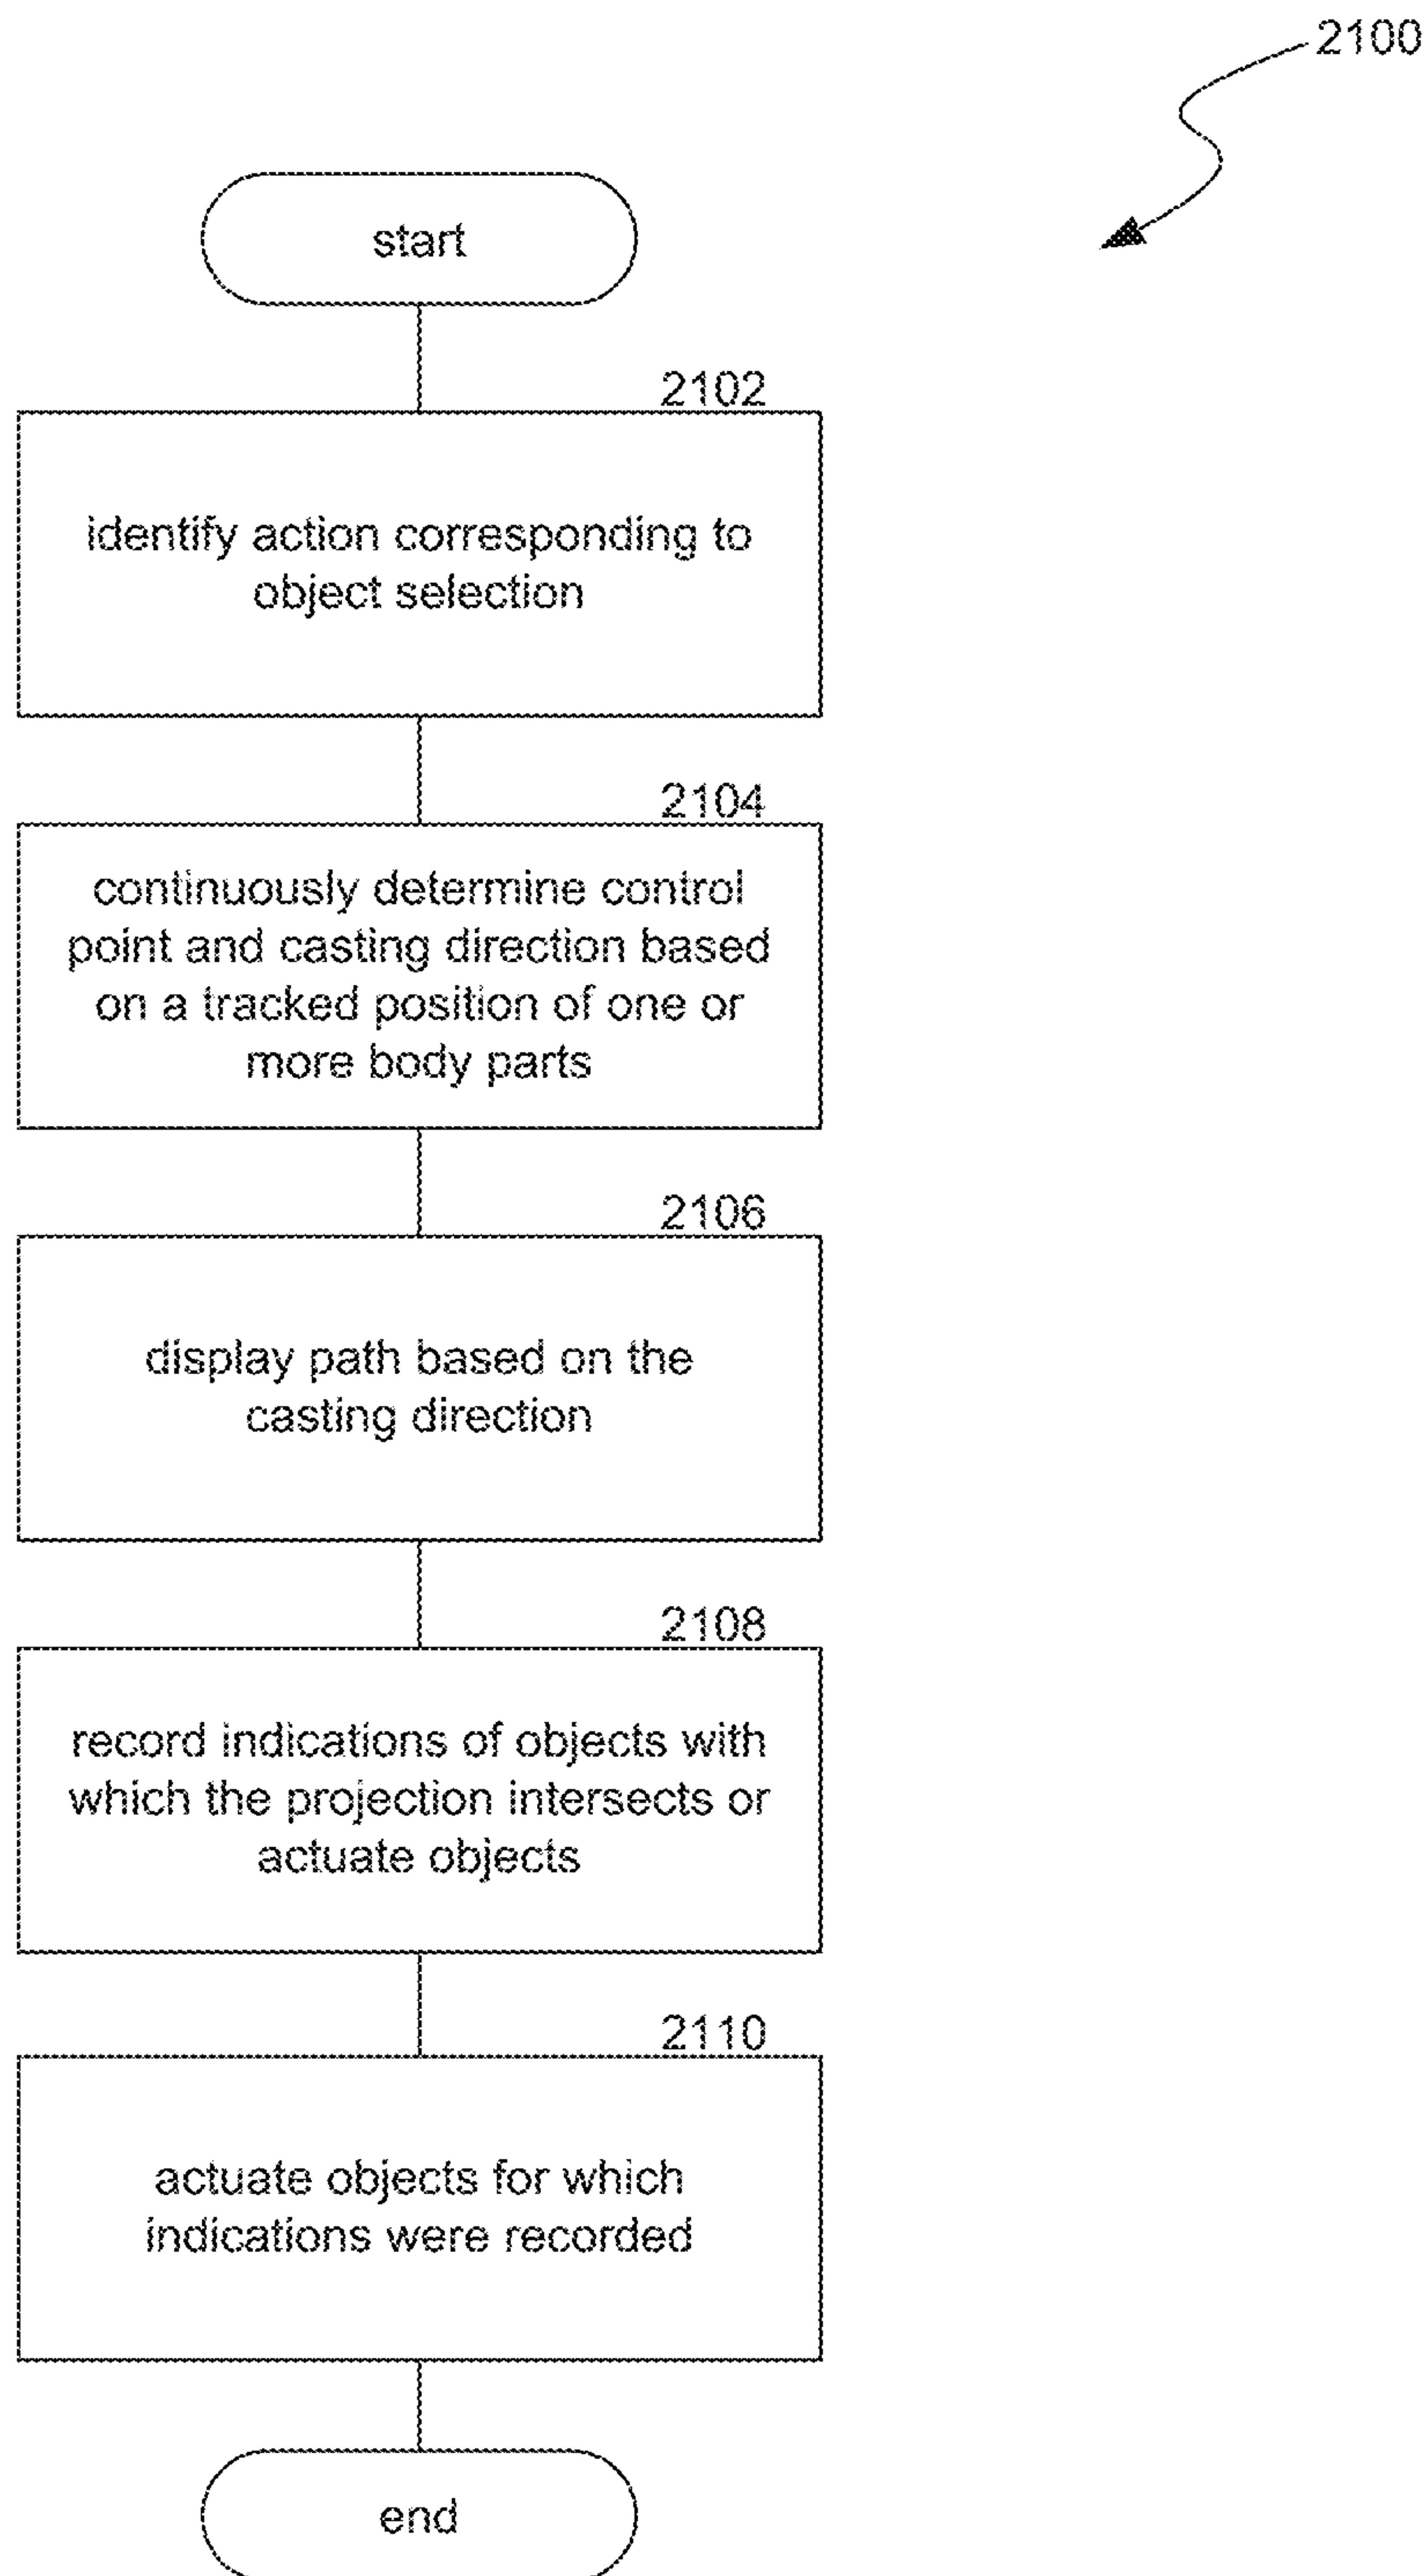 2100
start
2102
identify action corresponding to
object selection
2104
continuously determine control
point and casting direction based
on a tracked position of one or
more body parts
2106
display path based on the
casting direction
2108
record indications of objects with
which the projection intersects or
actuate objects
2110
actuate objects for which
indications were recorded
end